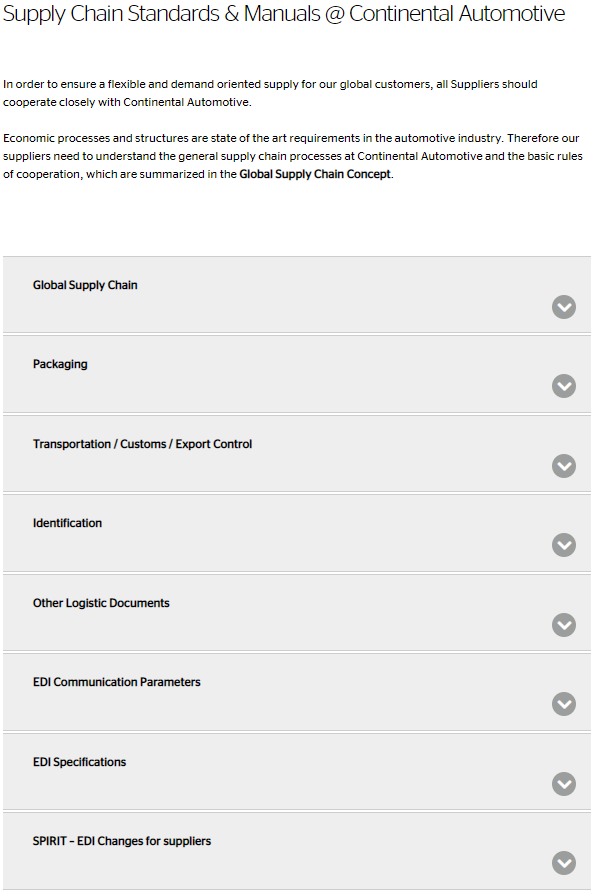 Supply Chain Standards & Manuals @ Continental Automotive
In order to ensure a flexible and demand oriented supply for our global customers, all Suppliers should
cooperate closely with Continental Automotive.
Economic processes and structures are state of the art requirements in the automotive industry. Therefore our
suppliers need to understand the general supply chain processes at Continental Automotive and the basic rules
of cooperation, which are summarized in the Global Supply Chain Concept.
Global Supply Chain
Packaging
Transportation / Customs / Export Control
Identification
Other Logistic Documents
EDI Communication Parameters
EDI Specifications
SPIRIT – EDI Changes for suppliers